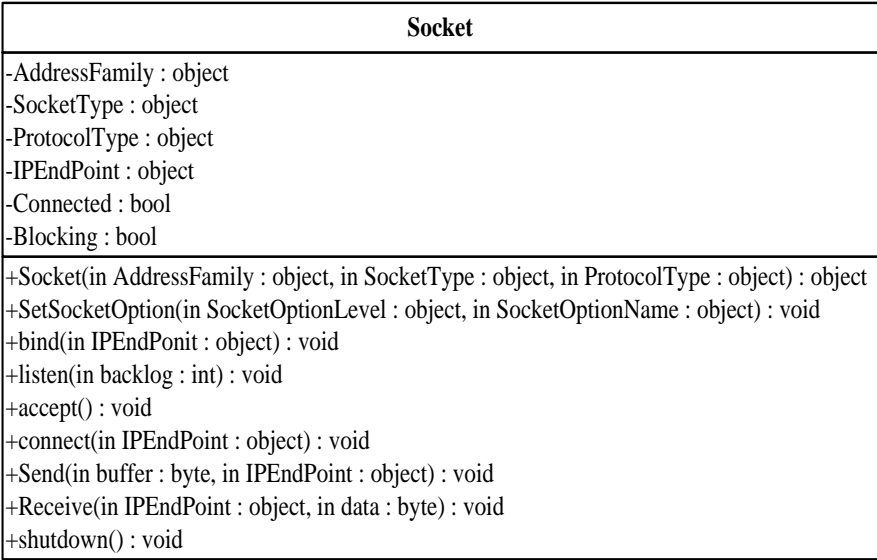 Socket
-AddressFamily : object
-SocketType : object
-ProtocolType : object
-IPEndPoint : object
-Connected : bool
-Blocking : bool
+Socket(in AddressFamily : object, in SocketType : object, in ProtocolType : object) : object
+SetSocketOption(in SocketOptionLevel : object, in SocketOptionName : object) : void
+bind(in IPEndPonit : object) : void
+listen(in backlog : int) : void
+accept() : void
+connect(in IPEndPoint : object) : void
+Send(in buffer : byte, in IPEndPoint : object) : void
+Receive(in IPEndPoint : object, in data : byte) : void
+shutdown() : void